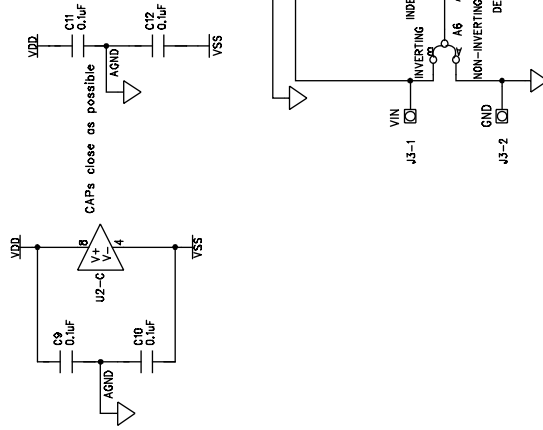 VDD
C11
0.1uF
C12
0.1uF
VSS
AGND
CAPs close as possible
VDD
8
V+
V-
4
U2-C
VSS
C9
0.1uF
C10
0.1uF
AGND
INVERTING
B
A6
A
NON-INVERTING
VIN
J3-1
GND
J3-2